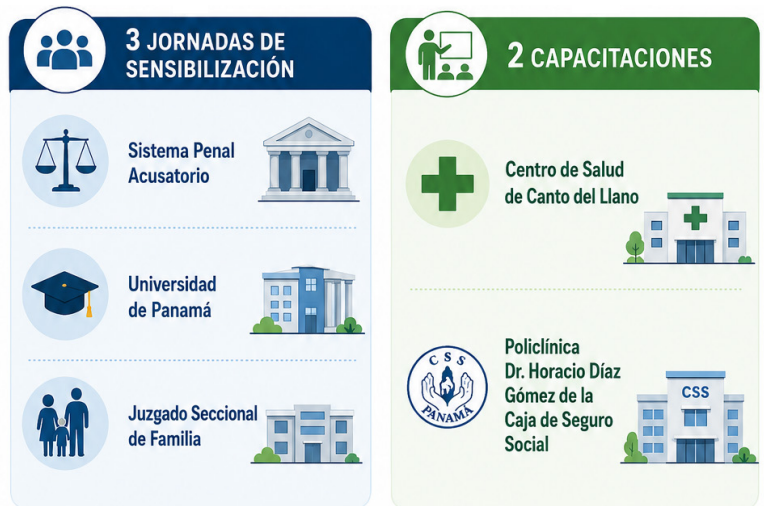 3 JORNADAS DE
SENSIBILIZACIÓN
Sistema Penal
Acusatorio
Universidad
de Panamá
Juzgado Seccional
de Familia
2 CAPACITACIONES
Centro de Salud
de Canto del Llano
CSS
PANAMÁ
Policlínica
Dr. Horacio Díaz
Gómez de la
Caja de Seguro
Social
CSS